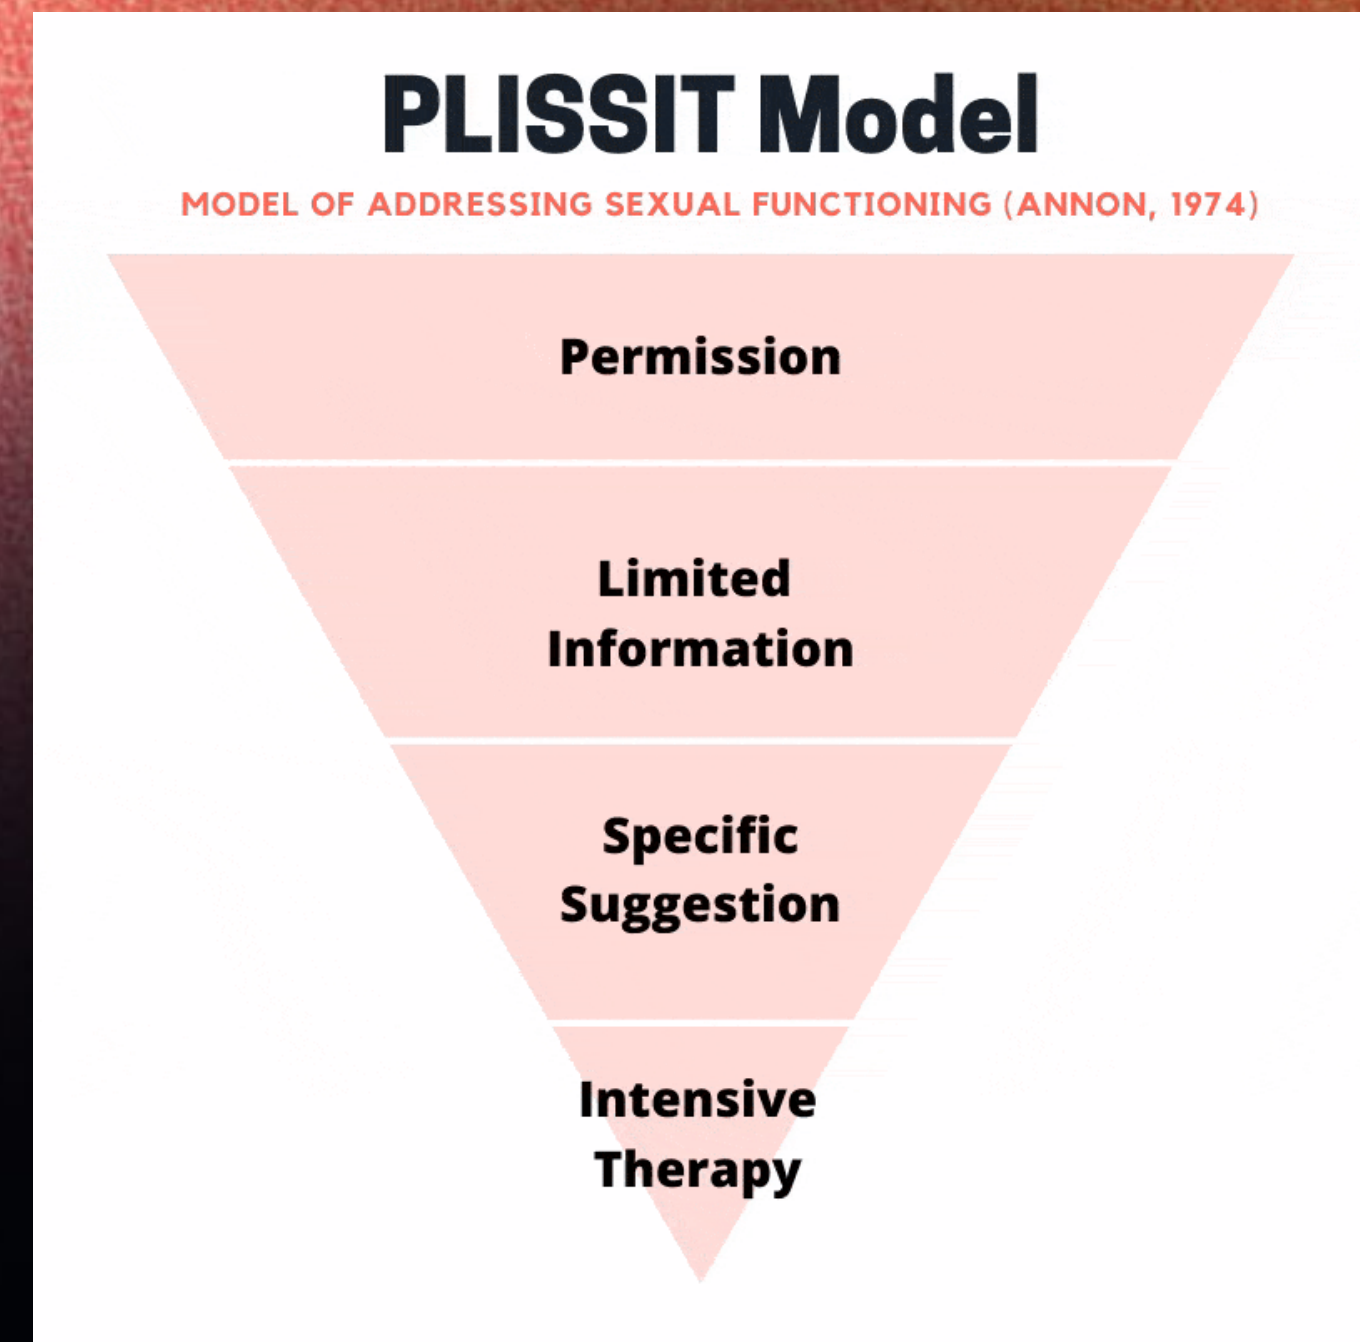 PLISSIT Model
MODEL OF ADDRESSING SEXUAL FUNCTIONING (ANNON, 1974)
Permission
Limited
Information
Specific
Suggestion
Intensive
Therapy